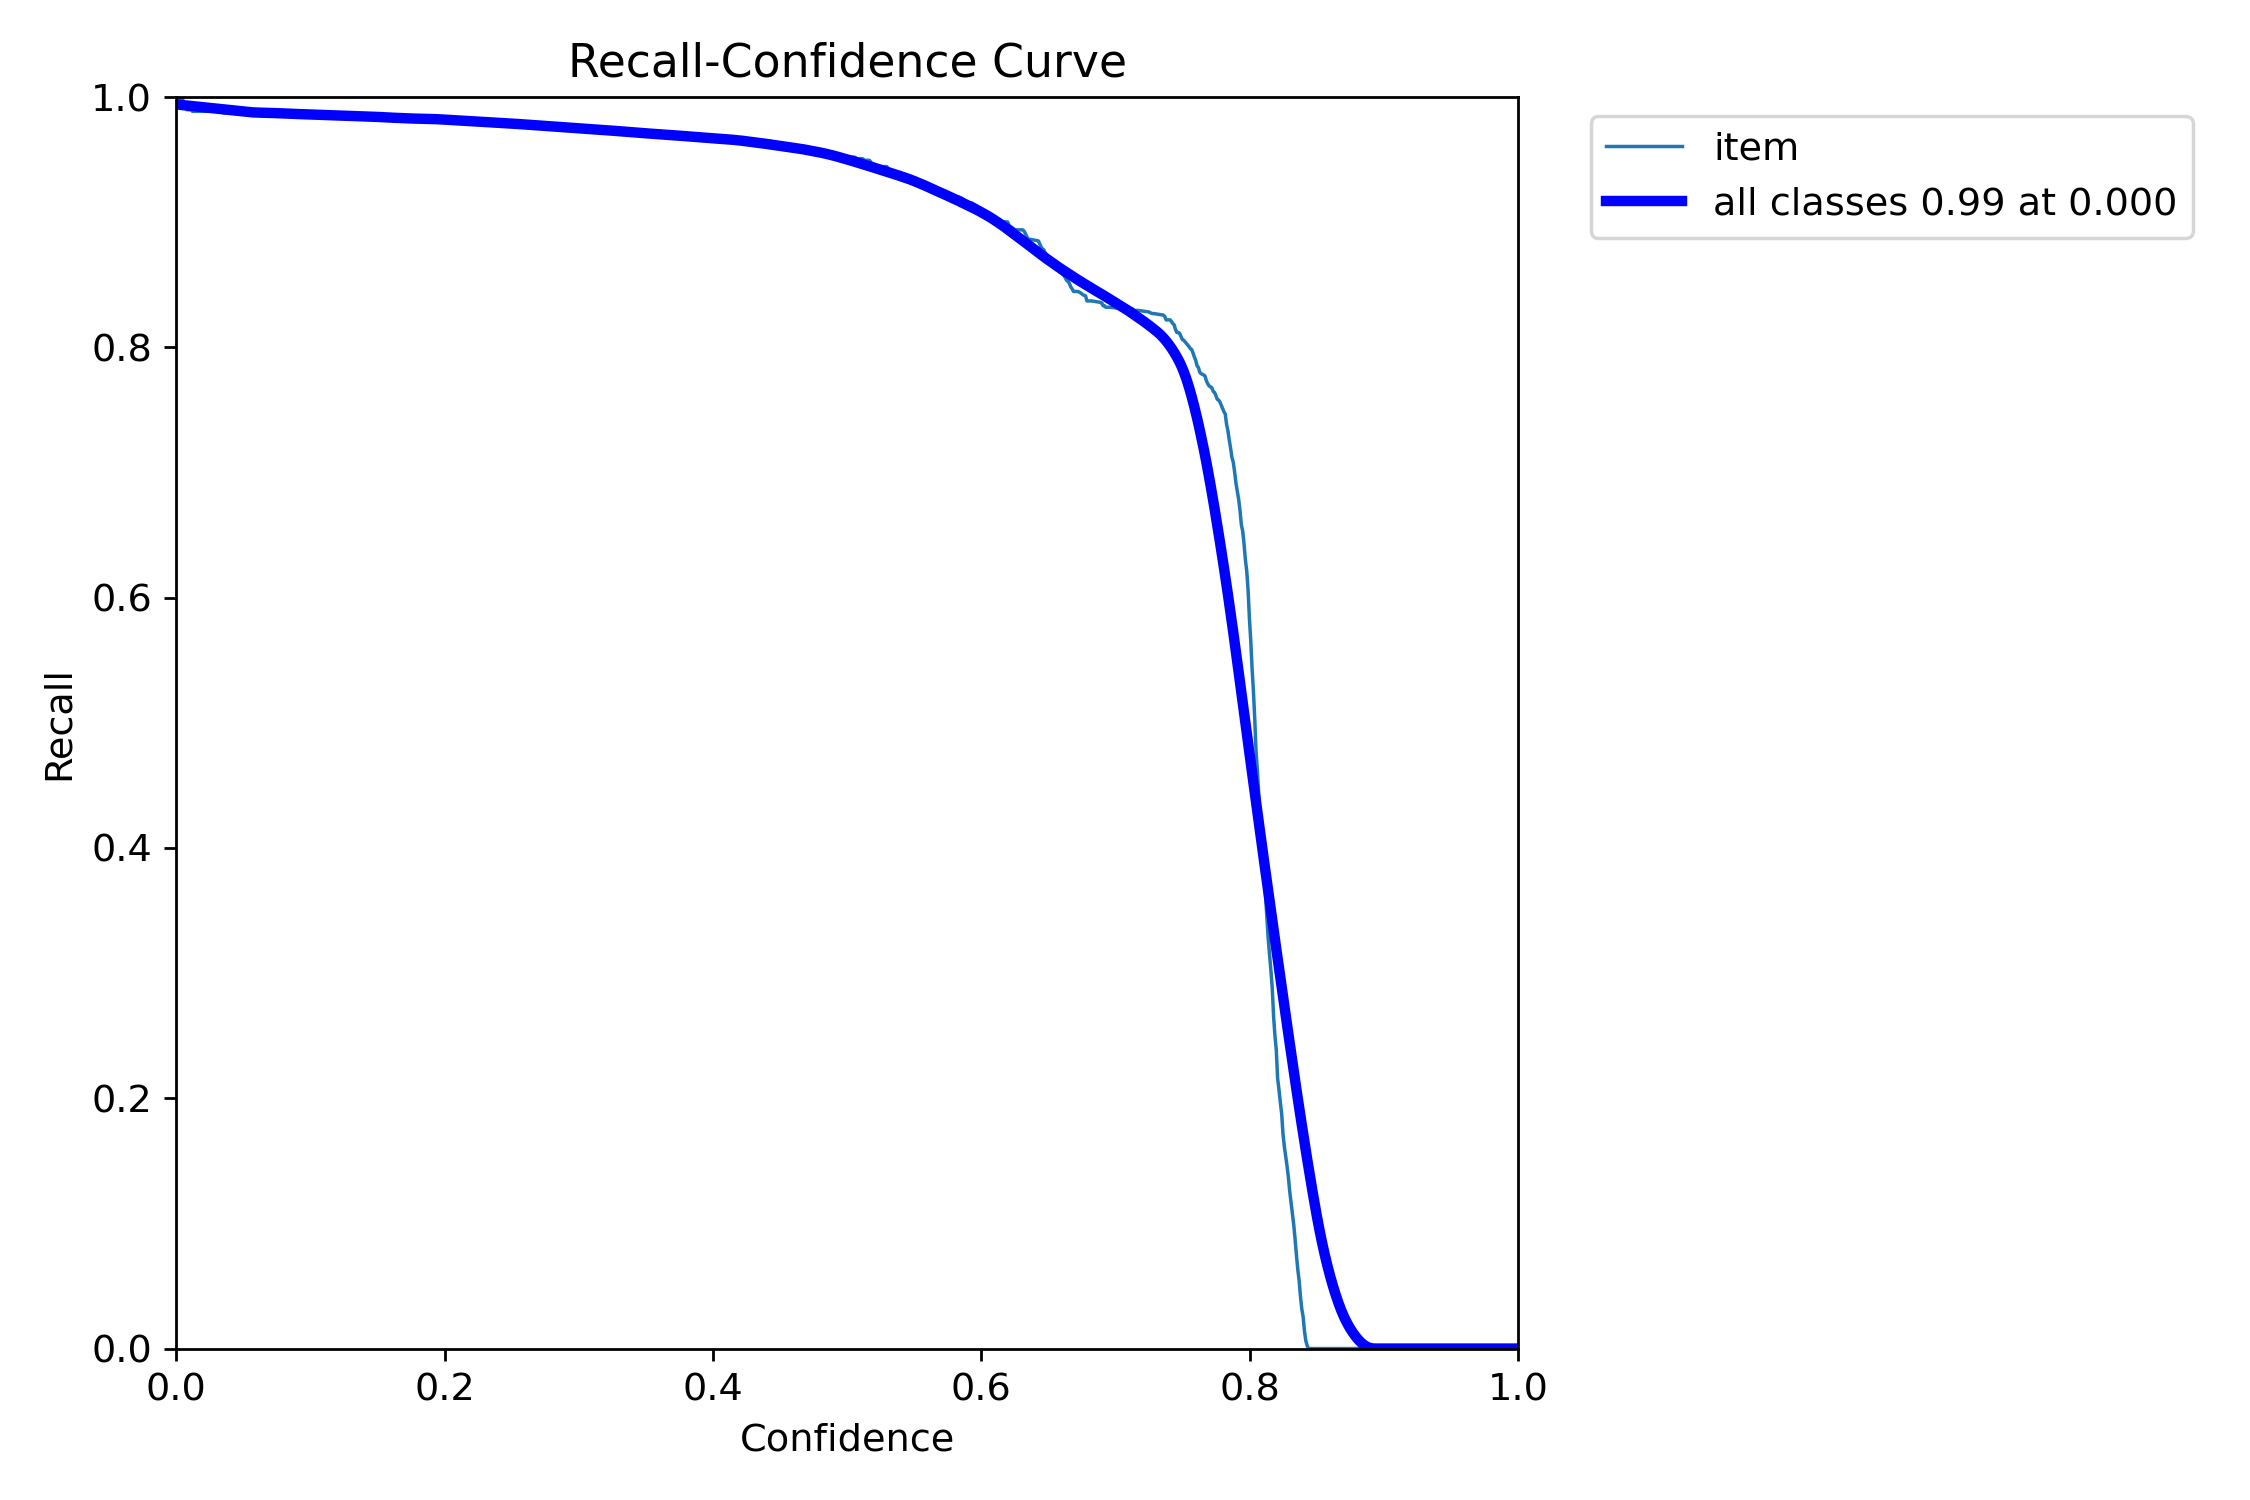 Recall-Confidence Curve
1.0
0.8
0.6
0.4
0.2
0.0
Recall
0.0 0.2 0.4 0.6 0.8 1.0
Confidence
item
all classes 0.99 at 0.000